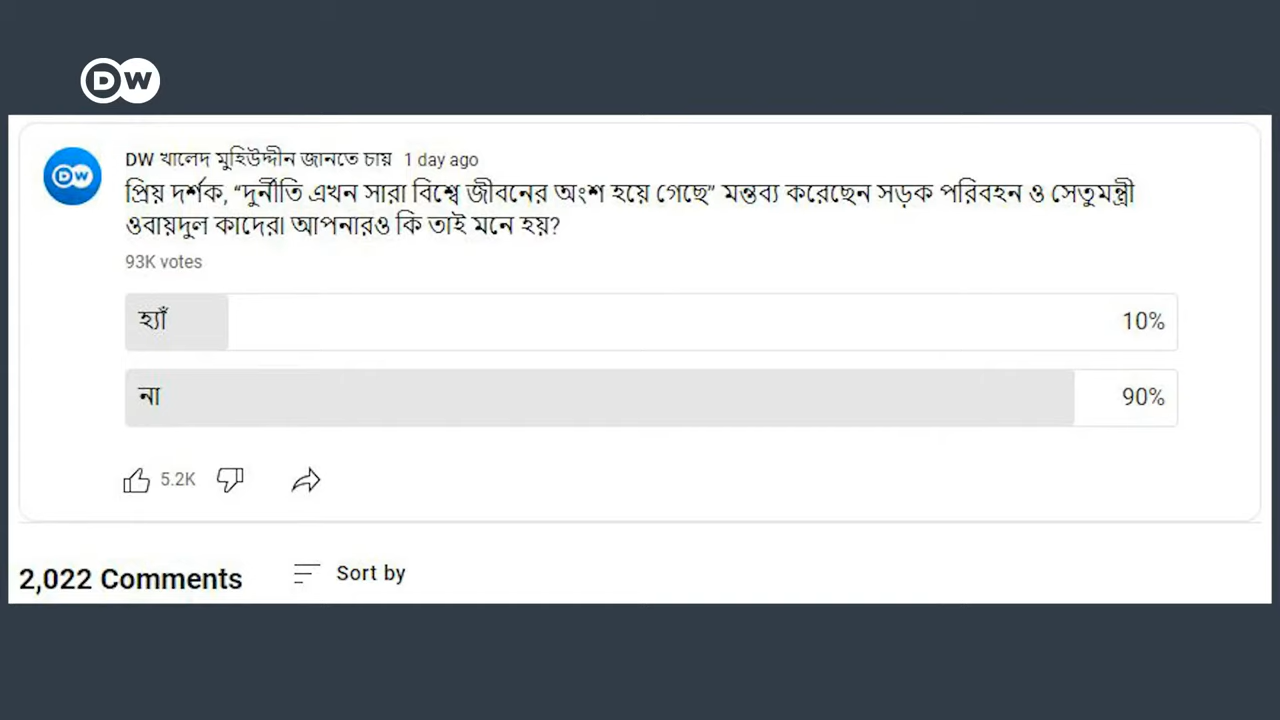 DW
DW
DW খালেদ মুহিউদ্দীন জানতে চায় 1 day ago
প্রিয় দর্শক, “দুর্নীতি এখন সারা বিশ্বে জীবনের অংশ হয়ে গেছে” মন্তব্য করেছেন সড়ক পরিবহন ও সেতুমন্ত্রী
ওবায়দুল কাদের। আপনারও কি তাই মনে হয়?
93K votes
হ্যাঁ 10%
না 90%
5.2K
2,022 Comments Sort by